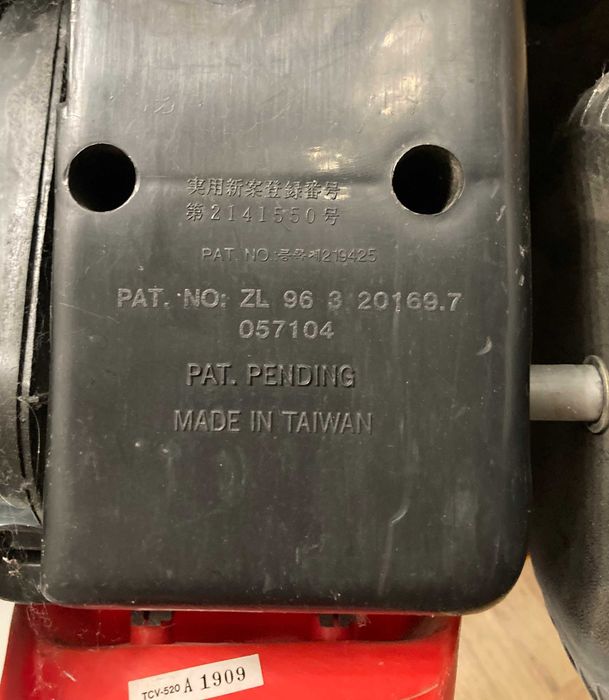 実用新案登録番号
第2141550号
PAT. NO.:등록제219425
PAT. NO: ZL 96 3 20169.7
057104
PAT. PENDING
MADE IN TAIWAN
TCV-520 A 1909